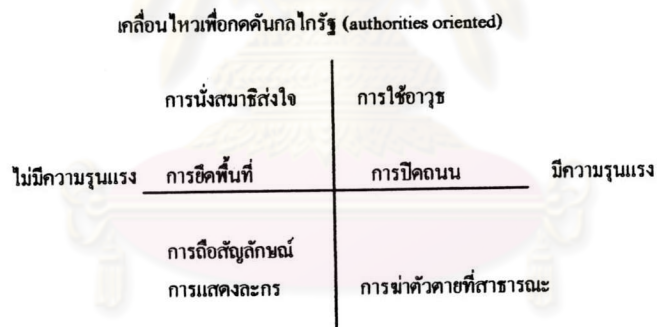 เคลื่อนไหวเพื่อกดดันกลไกรัฐ (authorities oriented)
การนั่งสมาธิส่งใจ การใช้อาวุธ
ไม่มีความรุนแรง การยึดพื้นที่ การปิดถนน มีความรุนแรง
การถือสัญลักษณ์
การแสดงละคร การฆ่าตัวตายที่สาธารณะ